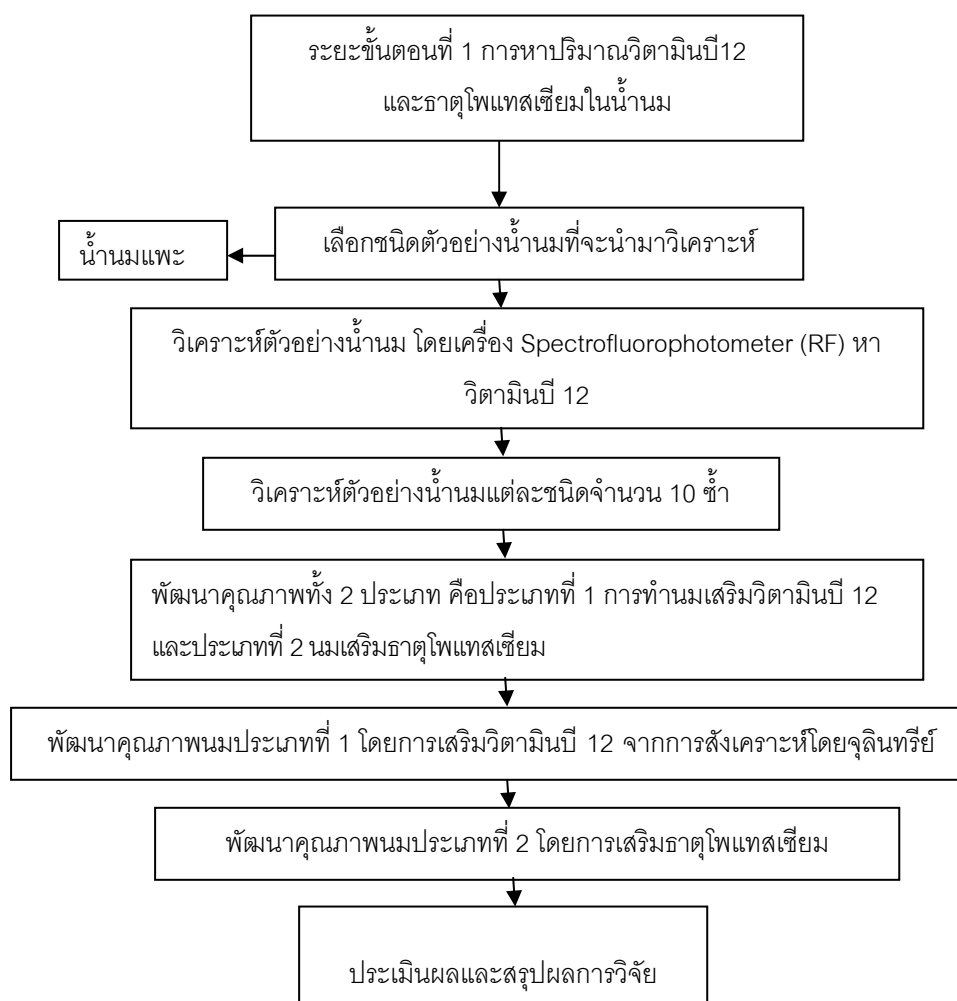 ระยะขั้นตอนที่ 1 การหาปริมาณวิตามินบี12
และธาตุโพแทสเซียมในน้ำนม
น้ำนมแพะ
เลือกชนิดตัวอย่างน้ำนมที่จะนำมาวิเคราะห์
วิเคราะห์ตัวอย่างน้ำนม โดยเครื่อง Spectrofluorophotometer (RF) หา
วิตามินบี 12
วิเคราะห์ตัวอย่างน้ำนมแต่ละชนิดจำนวน 10 ซ้ำ
พัฒนาคุณภาพทั้ง 2 ประเภท คือประเภทที่ 1 การทำนมเสริมวิตามินบี 12
และประเภทที่ 2 นมเสริมธาตุโพแทสเซียม
พัฒนาคุณภาพนมประเภทที่ 1 โดยการเสริมวิตามินบี 12 จากการสังเคราะห์โดยจุลินทรีย์
พัฒนาคุณภาพนมประเภทที่ 2 โดยการเสริมธาตุโพแทสเซียม
ประเมินผลและสรุปผลการวิจัย